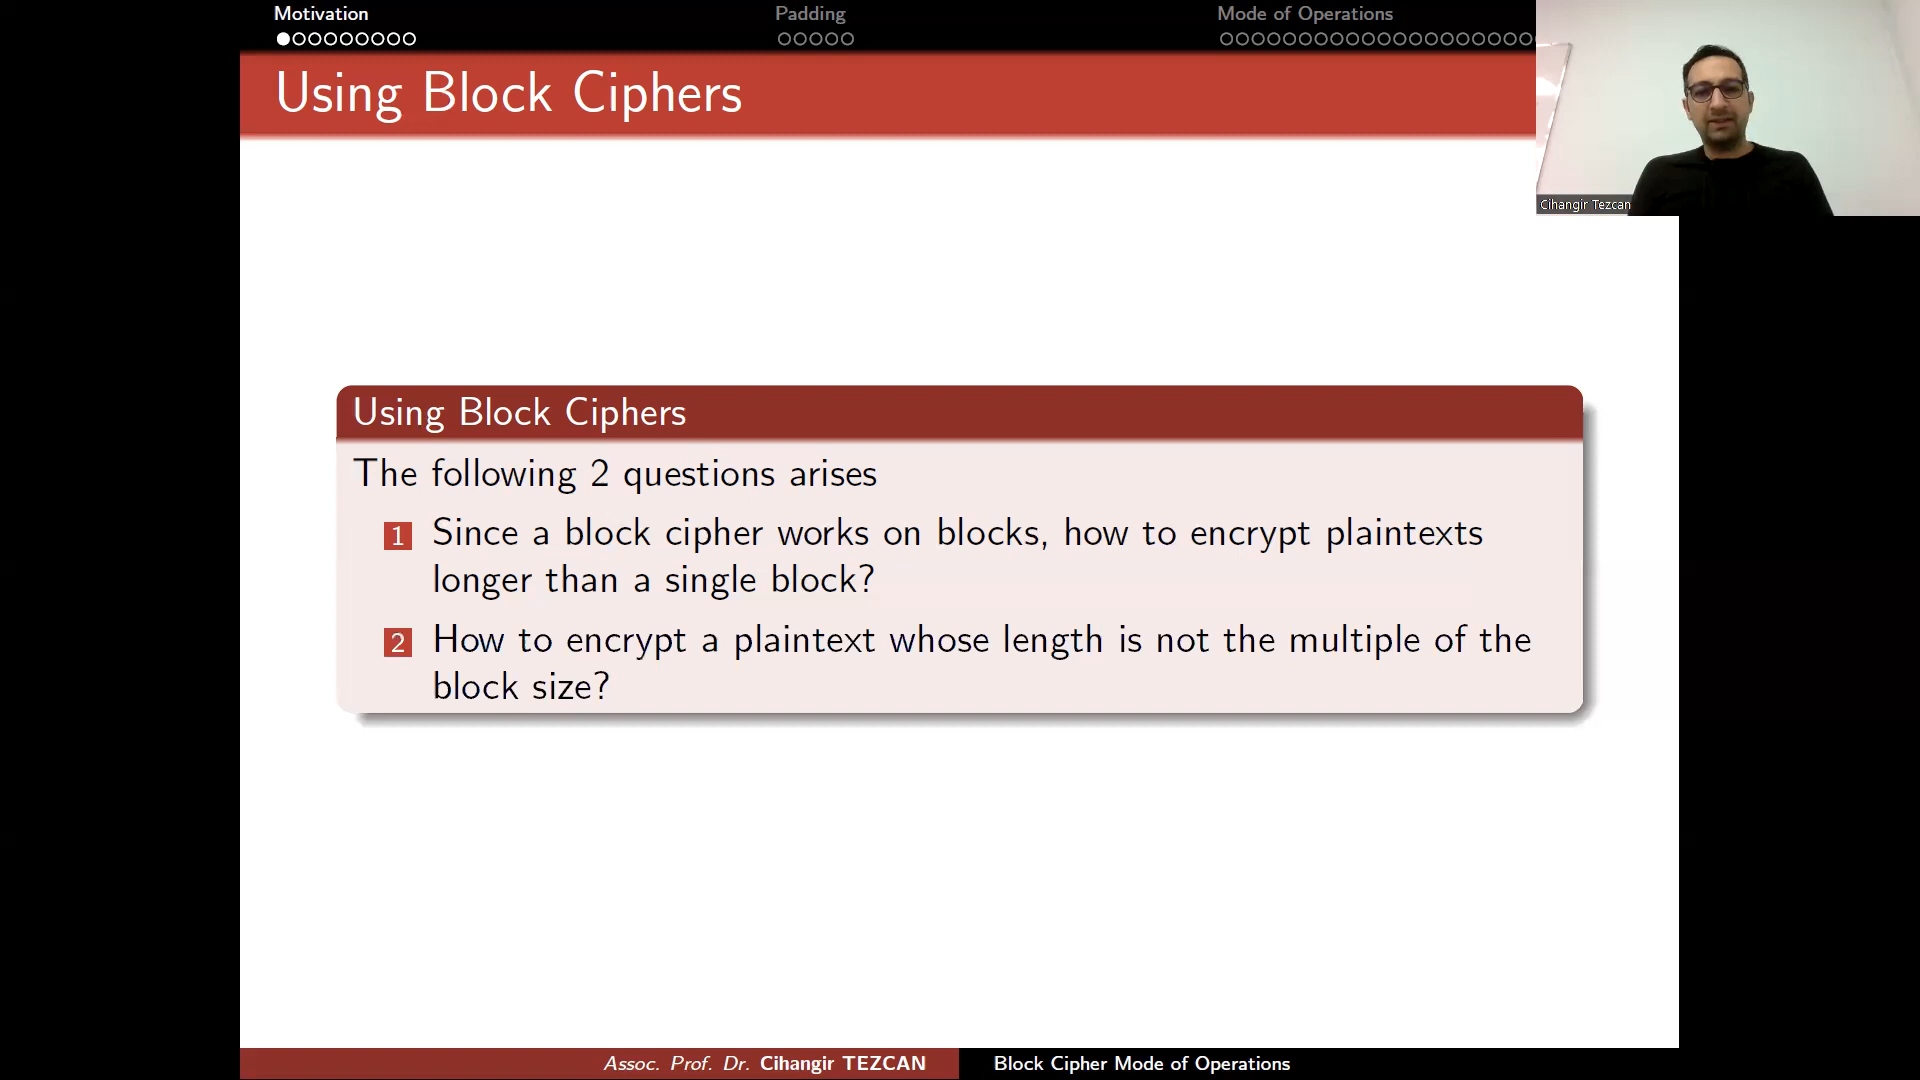 Motivation
Padding
Mode of Operations
Using Block Ciphers
Cihangir Tezcan
Using Block Ciphers
The following 2 questions arises
1 Since a block cipher works on blocks, how to encrypt plaintexts
longer than a single block?
2 How to encrypt a plaintext whose length is not the multiple of the
block size?
Assoc. Prof. Dr. Cihangir TEZCAN
Block Cipher Mode of Operations